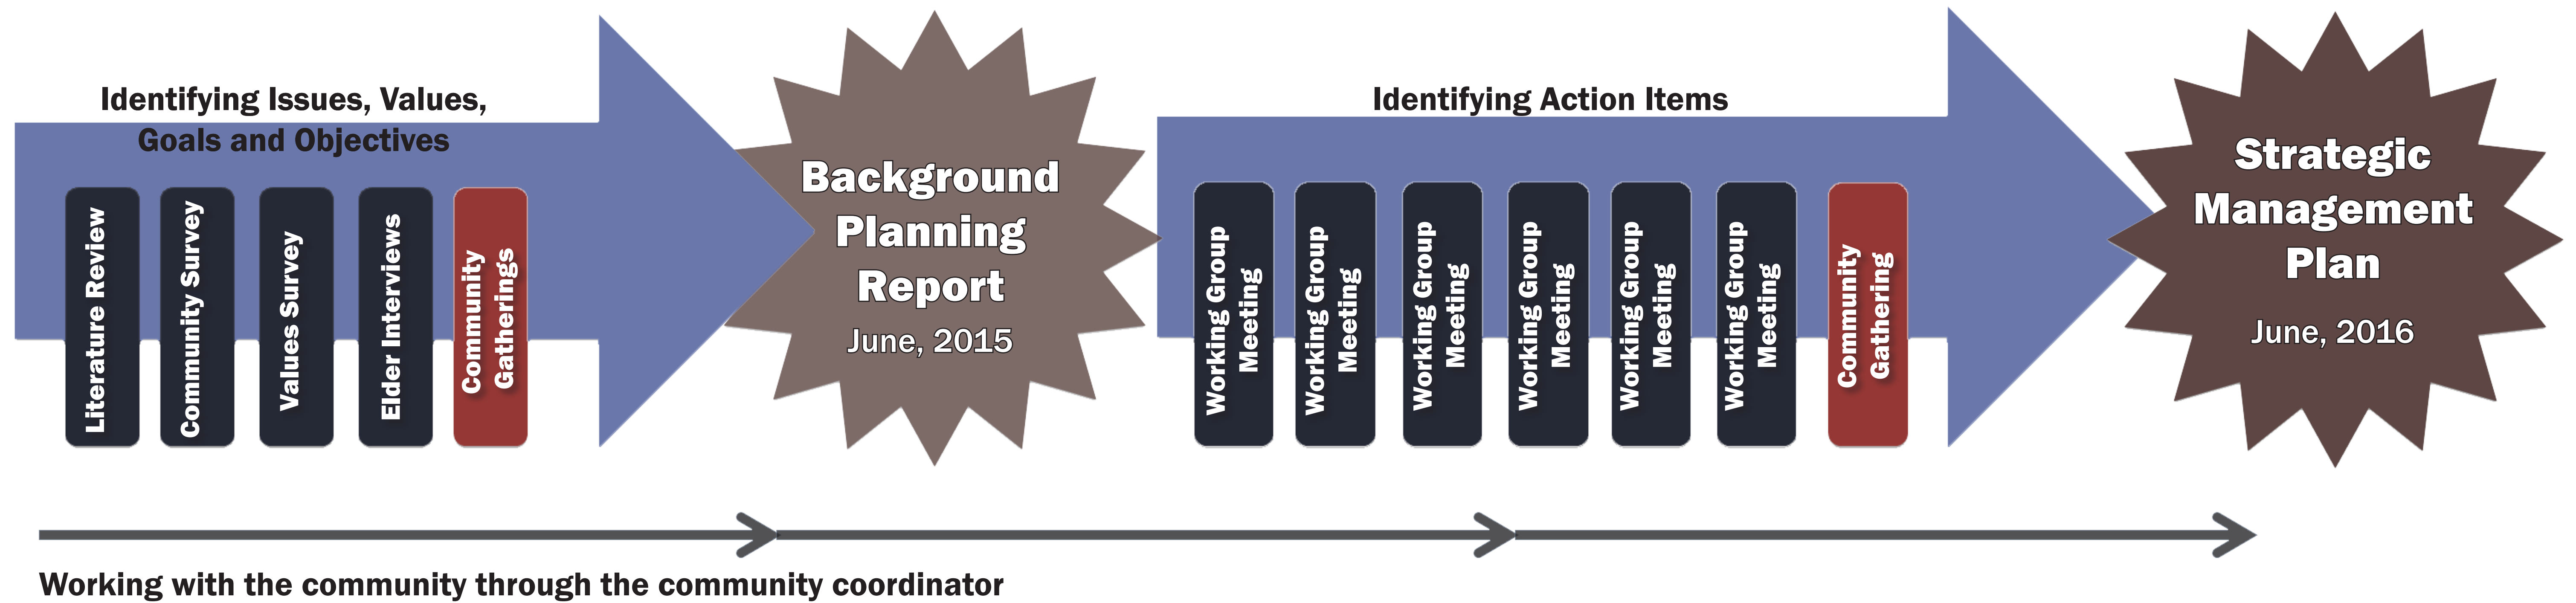 Identifying Issues, Values,
Goals and Objectives
Literature Review
Community Survey
Values Survey
Elder Interviews
Community
Gatherings
Background
Planning
Report
June, 2015
Identifying Action Items
Working Group
Meeting
Working Group
Meeting
Working Group
Meeting
Working Group
Meeting
Working Group
Meeting
Working Group
Meeting
Community
Gathering
Strategic
Management
Plan
June, 2016
Working with the community through the community coordinator